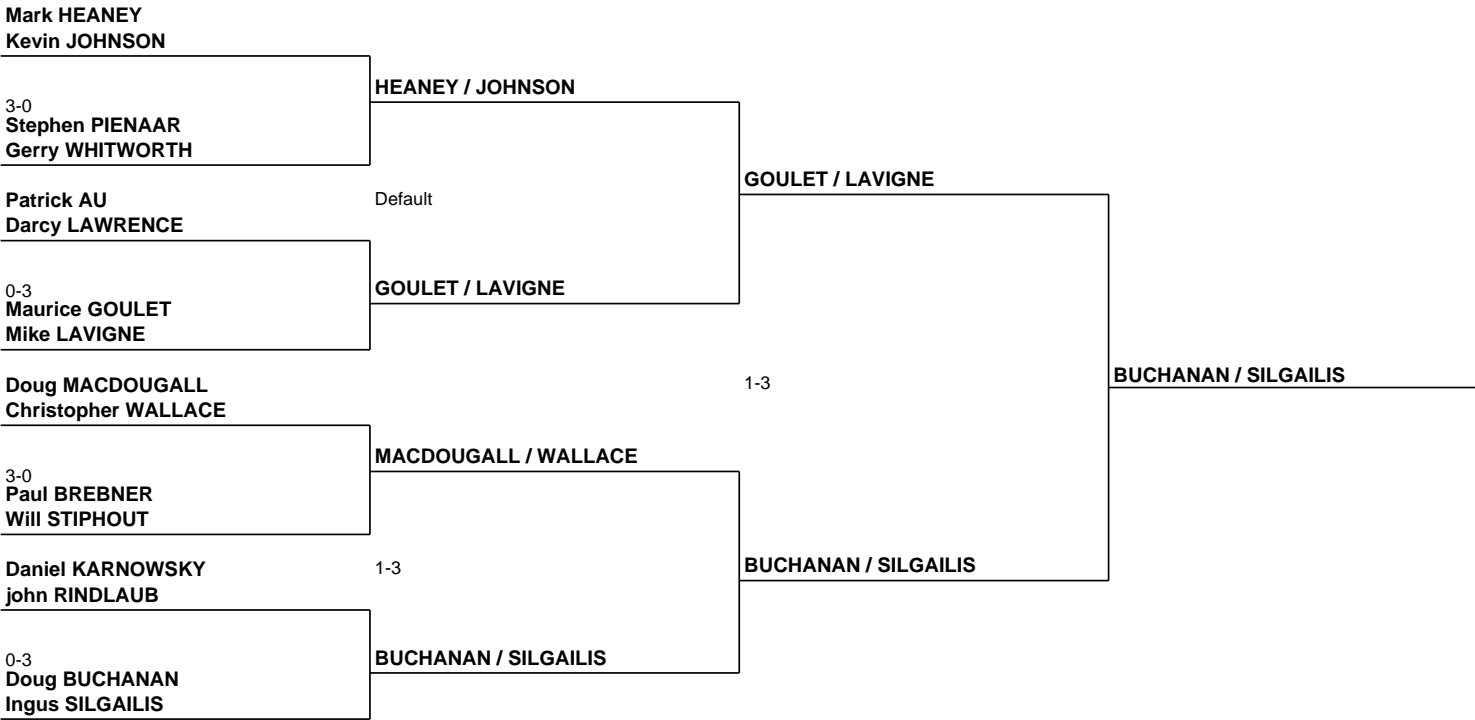 Mark HEANEY
Kevin JOHNSON
HEANEY / JOHNSON
3-0
Stephen PIENAAR
Gerry WHITWORTH
GOULET / LAVIGNE
Patrick AU
Default
Darcy LAWRENCE
GOULET / LAVIGNE
0-3
Maurice GOULET
Mike LAVIGNE
BUCHANAN / SILGAILIS
Doug MACDOUGALL
1-3
Christopher WALLACE
MACDOUGALL / WALLACE
3-0
Paul BREBNER
Will STIPHOUT
BUCHANAN / SILGAILIS
Daniel KARNOWSKY
1-3
john RINDLAUB
BUCHANAN / SILGAILIS
0-3
Doug BUCHANAN
Ingus SILGAILIS